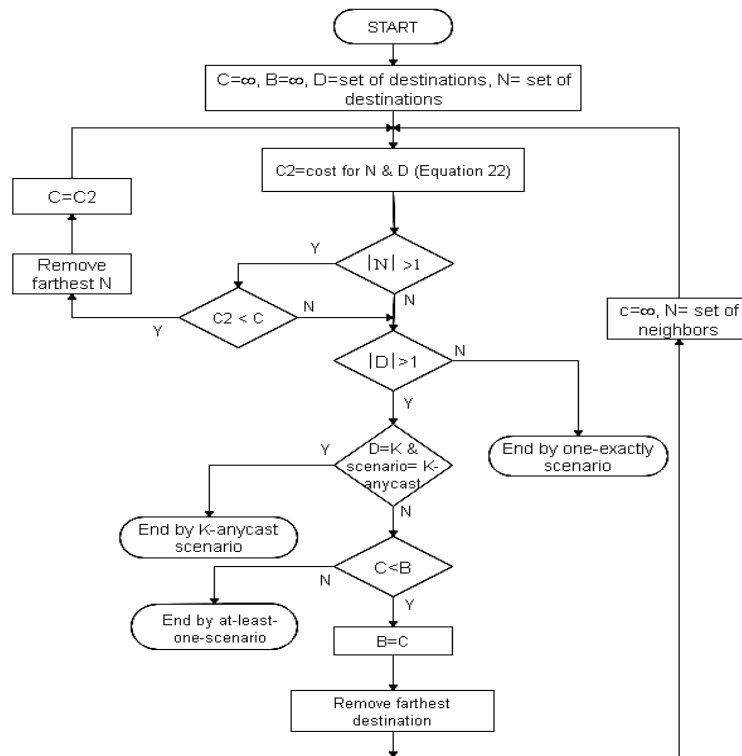 START
C=∞, B=∞, D=set of destinations, N= set of
destinations
C2=cost for N & D (Equation 22)
C=C2
Y
|N| >1
Remove
farthest N
N
C2 < C
N
Y
c=∞, N= set of
neighbors
|D|>1
N
Y
D=K &
scenario= K-
anycast
Y
End by one-exactly
scenario
N
End by K-anycast
scenario
C<B
N
Y
End by at-least-
one-scenario
B=C
Remove farthest
destination